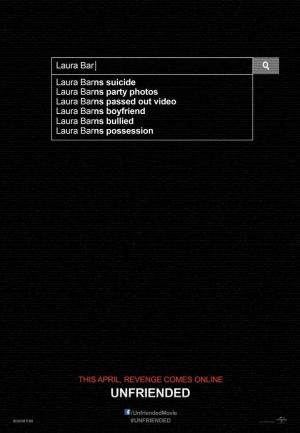 Laura Bar
Laura Barns suicide
Laura Barns party photos
Laura Barns passed out video
Laura Barns boyfriend
Laura Barns bullied
Laura Barns possession
THIS APRIL, REVENGE COMES ONLINE
UNFRIENDED
f /UnfriendedMovie
#UNFRIENDED